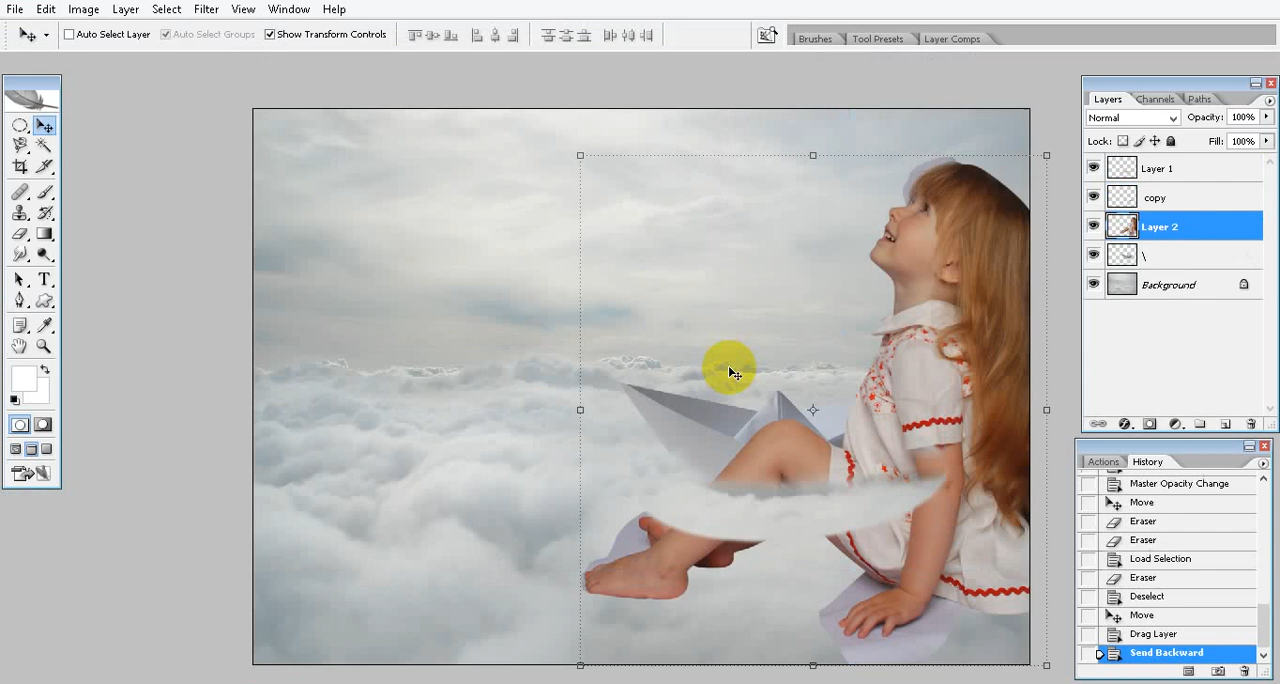 File Edit Image Layer Select Filter View Window Help
Auto Select Layer Auto Select Groups Show Transform Controls
Brushes Tool Presets Layer Comps
Layers Channels Paths
Normal Opacity: 100%
Lock: Fill: 100%
Layer 1
copy
Layer 2
\
Background
Actions History
Master Opacity Change
Move
Eraser
Eraser
Load Selection
Eraser
Deselect
Move
Drag Layer
Send Backward